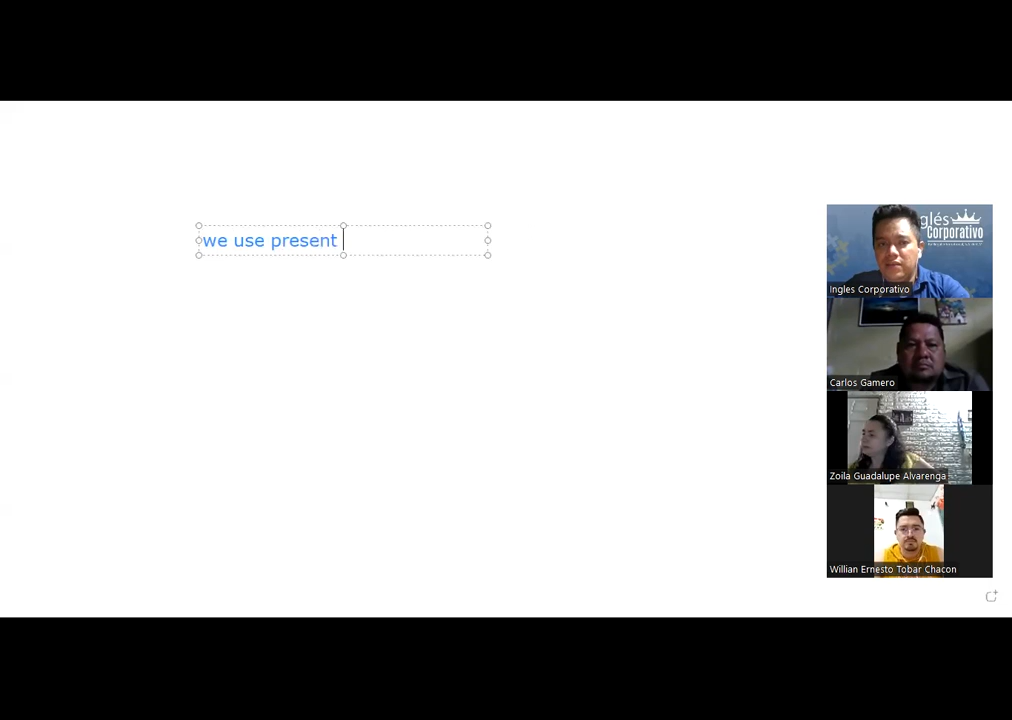 we use present
glés
Corporativo
Ingles Corporativo
Carlos Gamero
Zoila Guadalupe Alvarenga
Willian Ernesto Tobar Chacon